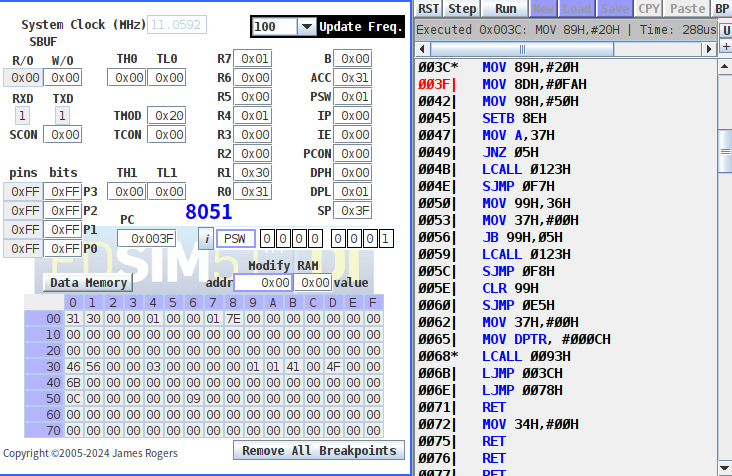 System Clock (MHz) 11.0592 100 Update Freq.
SBUF
R/O W/O TH0 TL0 R7 0x01 B 0x00
0x00 0x00 0x00 0x00 R6 0x00 ACC 0x31
RXD TXD R5 0x00 PSW 0x01
1 1 TMOD 0x20 R4 0x01 IP 0x00
SCON 0x00 TCON 0x00 R3 0x00 IE 0x00
R2 0x00 PCON 0x00
pins bits TH1 TL1 R1 0x30 DPH 0x00
0xFF 0xFF P3 0x00 0x00 R0 0x31 DPL 0x01
0xFF 0xFF P2 8051 SP 0x3F
0xFF 0xFF P1 PC
0xFF 0xFF P0 0x003F i PSW 0 0 0 0 0 0 0 1
Modify RAM
Data Memory addr 0x00 0x00 value
0 1 2 3 4 5 6 7 8 9 A B C D E F
00 31 30 00 00 01 00 00 01 7E 00 00 00 00 00 00 00
10 00 00 00 00 00 00 00 00 00 00 00 00 00 00 00 00
20 00 00 00 00 00 00 00 00 00 00 00 00 00 00 00 00
30 46 56 00 00 03 00 00 00 00 01 01 41 00 4F 00 00
40 6B 00 00 00 00 00 00 00 00 00 00 00 00 00 00 00
50 0C 00 00 00 00 00 09 00 00 00 00 00 00 00 00 00
60 00 00 00 00 00 00 00 00 00 00 00 00 00 00 00 00
70 00 00 00 00 00 00 00 00 00 00 00 00 00 00 00 00
Copyright ©2005-2024 James Rogers Remove All Breakpoints
RST Step Run New Load Save CPY Paste BP
Executed 0x003C: MOV 89H,#20H | Time: 288us U
+
003C* MOV 89H,#20H
003F| MOV 8DH,#0FAH
0042| MOV 98H,#50H
0045| SETB 8EH
0047| MOV A,37H
0049| JNZ 05H
004B| LCALL 0123H
004E| SJMP 0F7H
0050| MOV 99H,36H
0053| MOV 37H,#00H
0056| JB 99H,05H
0059| LCALL 0123H
005C| SJMP 0F8H
005E| CLR 99H
0060| SJMP 0E5H
0062| MOV 37H,#00H
0065| MOV DPTR, #000CH
0068* LCALL 0093H
006B| LJMP 003CH
006E| LJMP 0078H
0071| RET
0072| MOV 34H,#00H
0075| RET
0076| RET
0077| RET